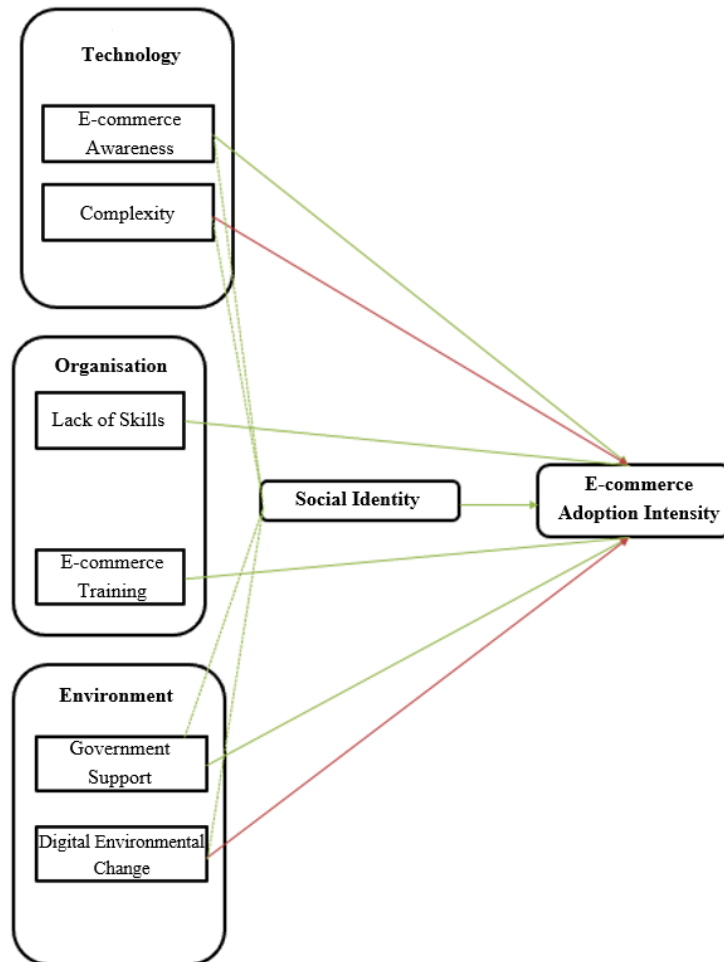 Technology
E-commerce
Awareness
Complexity
Organisation
Lack of Skills
Social Identity
E-commerce
Adoption Intensity
E-commerce
Training
Environment
Government
Support
Digital Environmental
Change